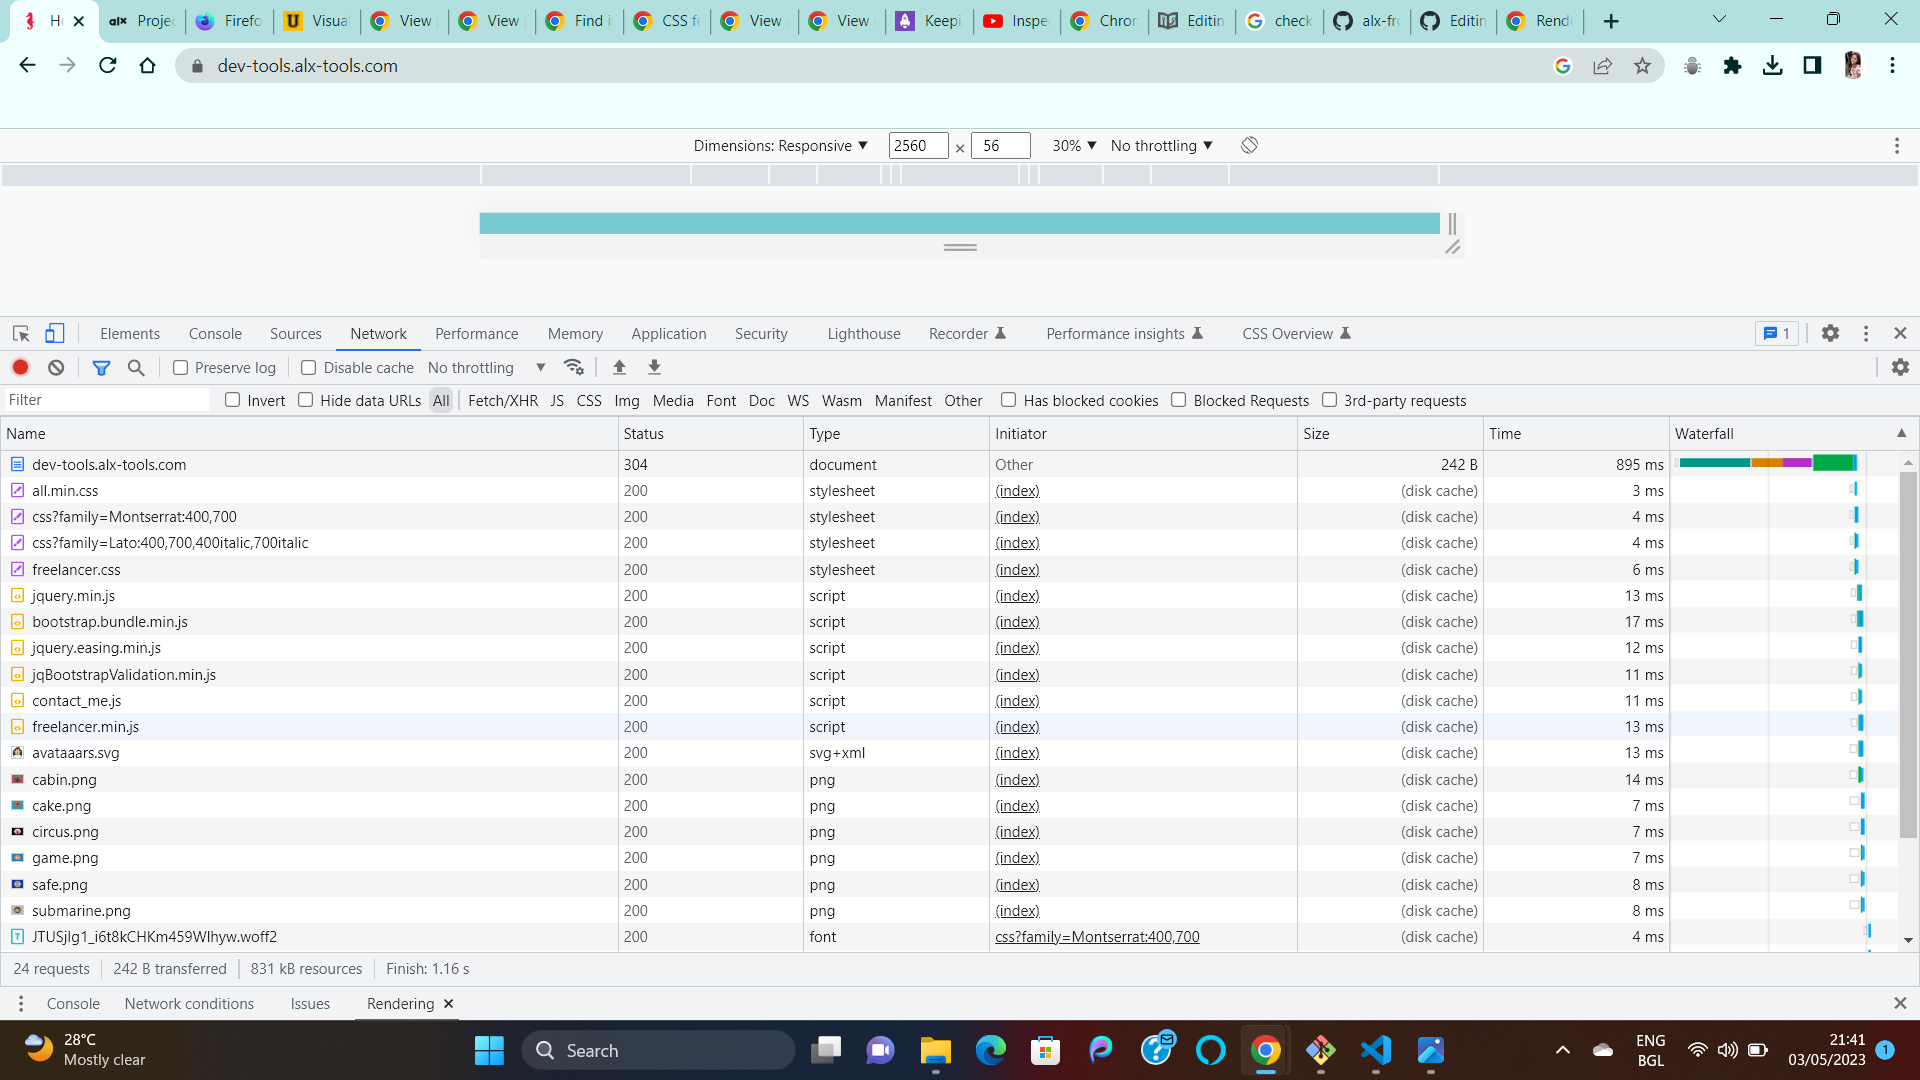 Ho
Projec
Firefo
Visua
View p
View
Find i
CSS fe
View a
View a
Keepi
Inspe
Chron
Editin
check
alx-fro
Editin
Rende
dev-tools.alx-tools.com
Dimensions: Responsive ▼ 2560 × 56 30% ▼ No throttling ▼
Elements Console Sources Network Performance Memory Application Security Lighthouse Recorder Performance insights CSS Overview 1
Preserve log Disable cache No throttling ▼
Filter Invert Hide data URLs All Fetch/XHR JS CSS Img Media Font Doc WS Wasm Manifest Other Has blocked cookies Blocked Requests 3rd-party requests
Name Status Type Initiator Size Time Waterfall ▲
dev-tools.alx-tools.com 304 document Other 242 B 895 ms
all.min.css 200 stylesheet (index) (disk cache) 3 ms
css?family=Montserrat:400,700 200 stylesheet (index) (disk cache) 4 ms
css?family=Lato:400,700,400italic,700italic 200 stylesheet (index) (disk cache) 4 ms
freelancer.css 200 stylesheet (index) (disk cache) 6 ms
jquery.min.js 200 script (index) (disk cache) 13 ms
bootstrap.bundle.min.js 200 script (index) (disk cache) 17 ms
jquery.easing.min.js 200 script (index) (disk cache) 12 ms
jqBootstrapValidation.min.js 200 script (index) (disk cache) 11 ms
contact_me.js 200 script (index) (disk cache) 11 ms
freelancer.min.js 200 script (index) (disk cache) 13 ms
avataaars.svg 200 svg+xml (index) (disk cache) 13 ms
cabin.png 200 png (index) (disk cache) 14 ms
cake.png 200 png (index) (disk cache) 7 ms
circus.png 200 png (index) (disk cache) 7 ms
game.png 200 png (index) (disk cache) 7 ms
safe.png 200 png (index) (disk cache) 8 ms
submarine.png 200 png (index) (disk cache) 8 ms
JTUSjIg1_i6t8kCHKm459Wlhyw.woff2 200 font css?family=Montserrat:400,700 (disk cache) 4 ms
24 requests 242 B transferred 831 kB resources Finish: 1.16 s
Console Network conditions Issues Rendering
28°C
Mostly clear
Search
ENG
BGL
21:41
03/05/2023
1